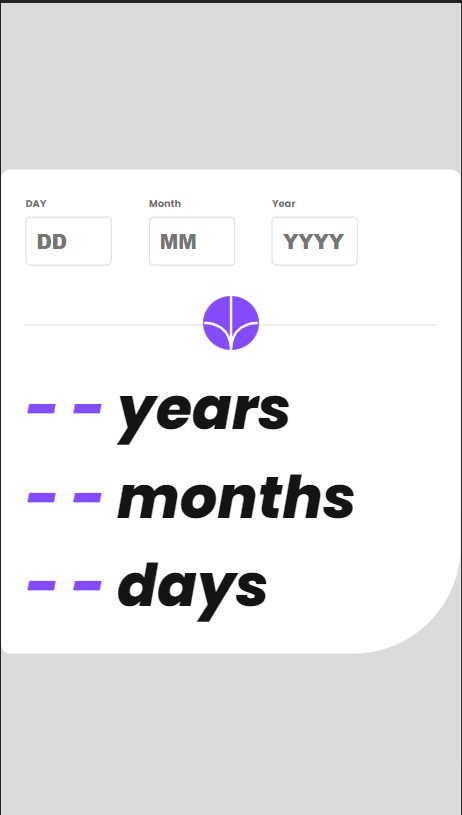 DAY Month Year
DD MM YYYY
- - years
- - months
- - days